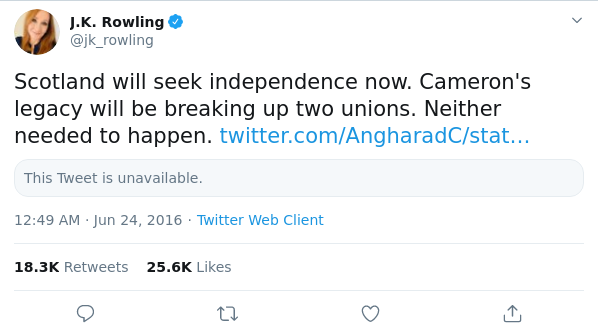 J.K. Rowling
@jk_rowling
Scotland will seek independence now. Cameron's
legacy will be breaking up two unions. Neither
needed to happen. twitter.com/AngharadC/stat…
This Tweet is unavailable.
12:49 AM · Jun 24, 2016 · Twitter Web Client
18.3K Retweets 25.6K Likes